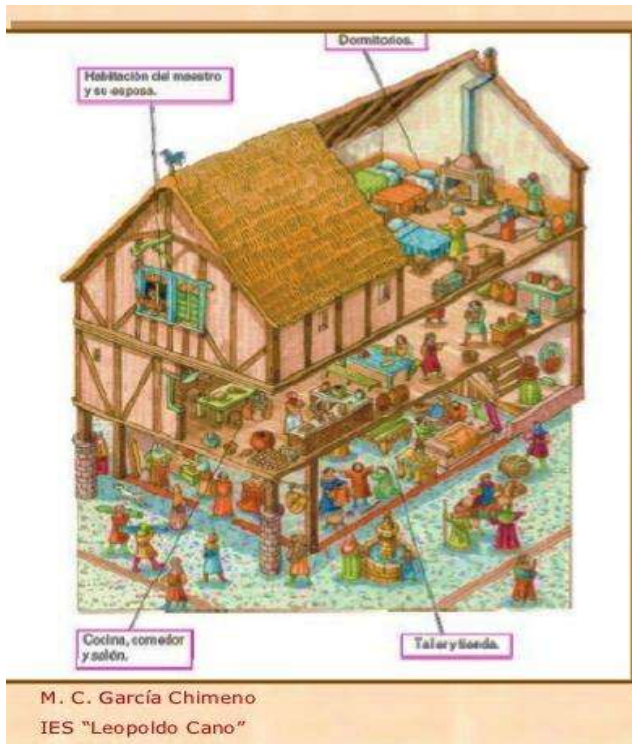 Dormitorios.
Habitación del maestro
y su esposa.
Cocina, comedor
y salón.
Taller y tienda.
M. C. García Chimeno
IES "Leopoldo Cano"